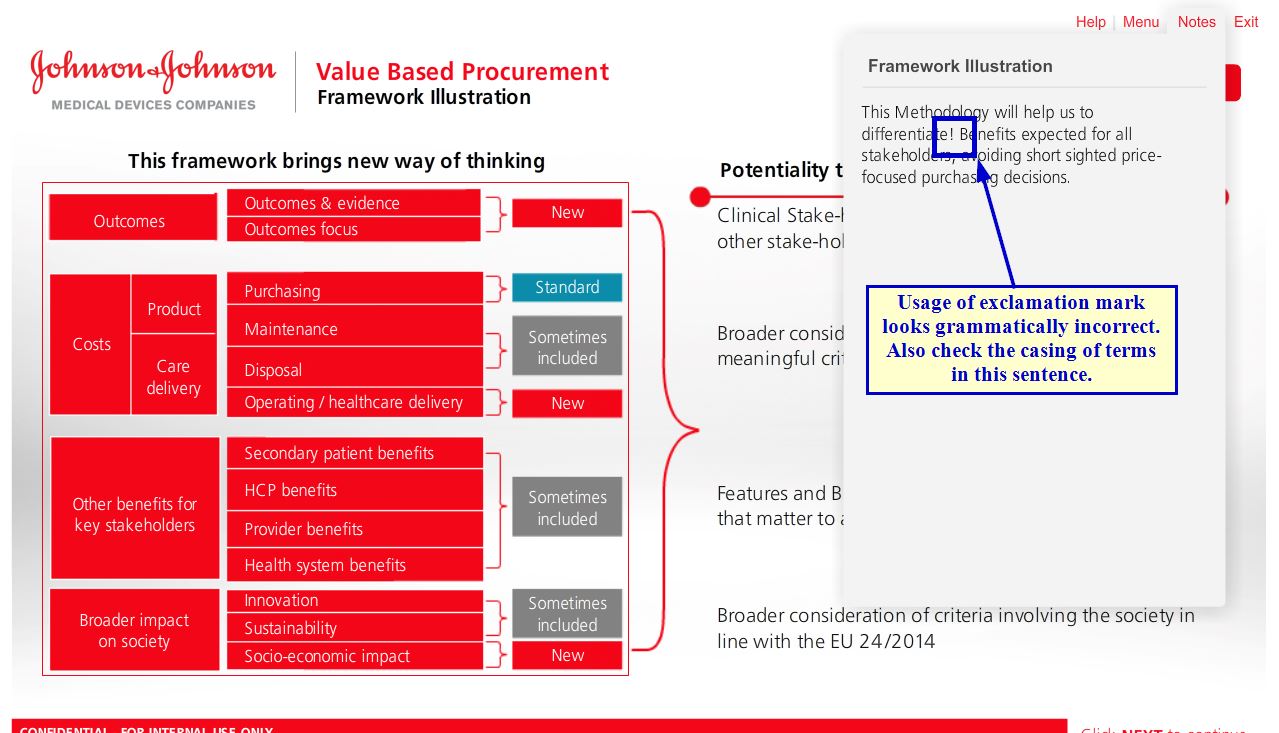 Help | Menu Notes Exit
Johnson & Johnson
MEDICAL DEVICES COMPANIES
Value Based Procurement
Framework Illustration
This framework brings new way of thinking
Outcomes
Outcomes & evidence
Outcomes focus
New
Costs
Product
Care
delivery
Purchasing
Maintenance
Disposal
Operating / healthcare delivery
Standard
Sometimes
included
New
Other benefits for
key stakeholders
Secondary patient benefits
HCP benefits
Provider benefits
Health system benefits
Sometimes
included
Broader impact
on society
Innovation
Sustainability
Socio-economic impact
Sometimes
included
New
Potentiality
Clinical
other
Broader
meaningful
Features and
that matter to
Broader consideration of criteria involving the society in
line with the EU 24/2014
Framework Illustration
This Methodology will help us to
differentiate! Benefits expected for all
stakeholders, avoiding short sighted price-
focused purchasing decisions.
Usage of exclamation mark
looks grammatically incorrect.
Also check the casing of terms
in this sentence.
CONFIDENTIAL - FOR INTERNAL USE ONLY
Click NEXT to continue